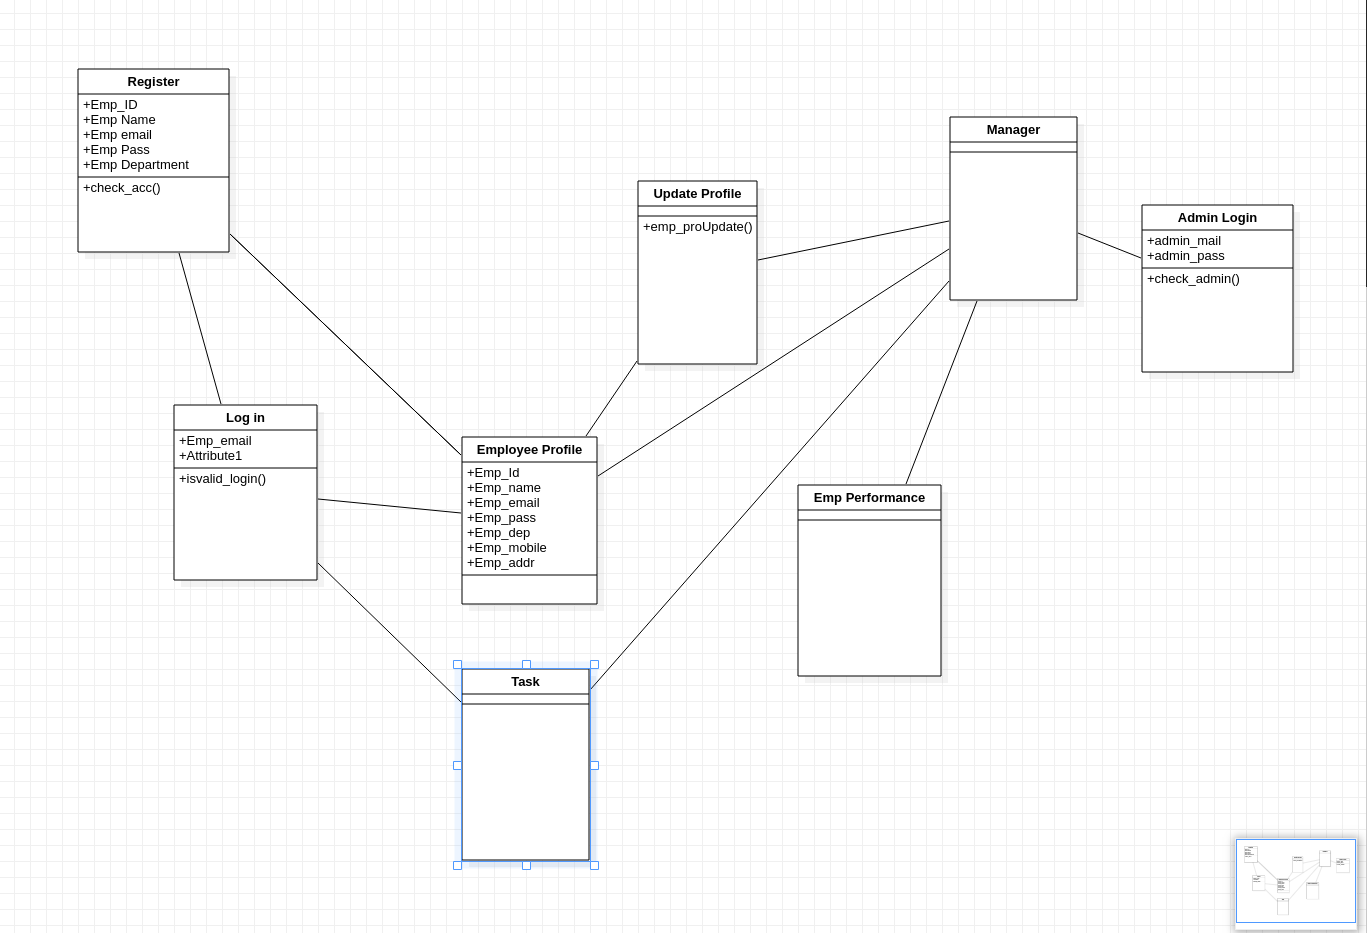 Register
+Emp_ID
+Emp Name
+Emp email
+Emp Pass
+Emp Department
+check_acc()
Manager
Update Profile
+emp_proUpdate()
Admin Login
+admin_mail
+admin_pass
+check_admin()
Log in
+Emp_email
+Attribute1
+isvalid_login()
Employee Profile
+Emp_Id
+Emp_name
+Emp_email
+Emp_pass
+Emp_dep
+Emp_mobile
+Emp_addr
Emp Performance
Task